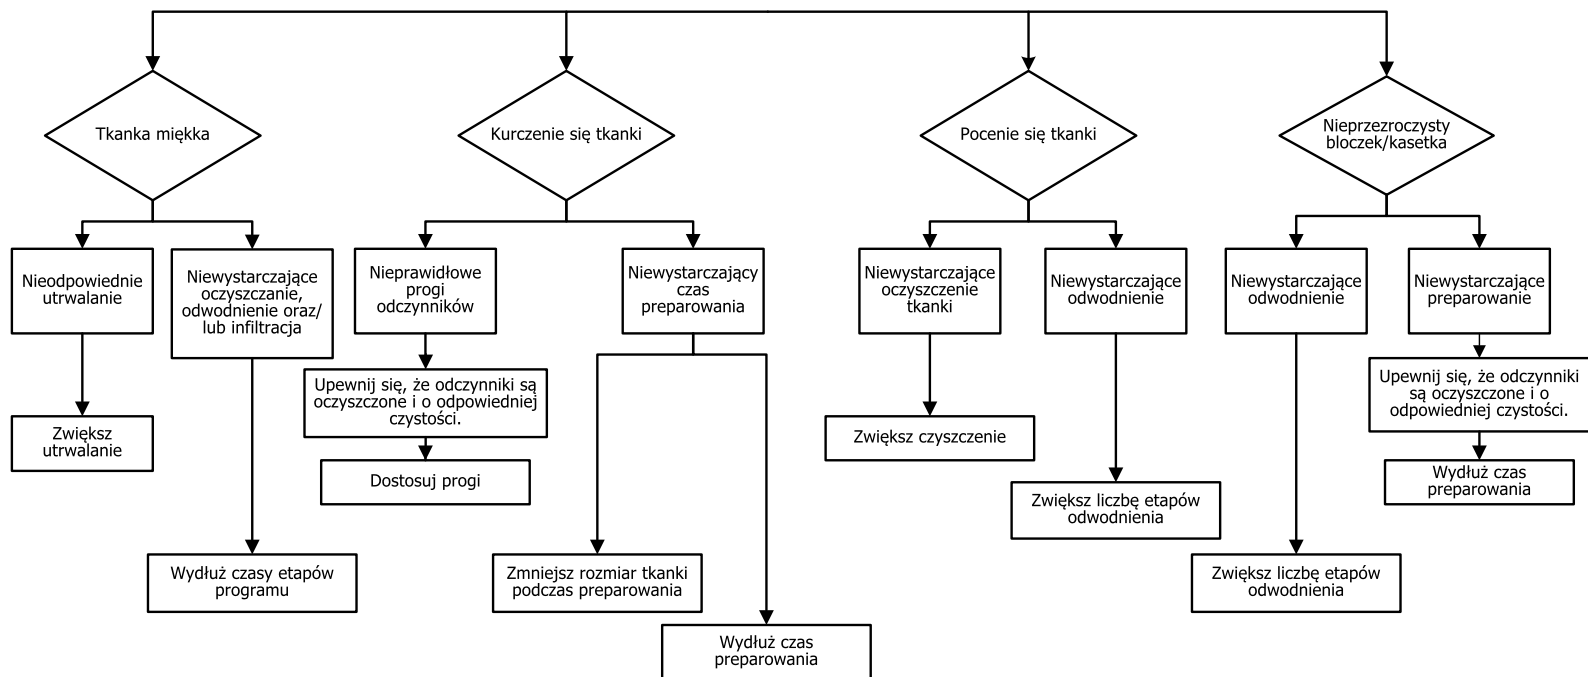 Tkanka miękka
Kurczenie się tkanki
Pocenie się tkanki
Nieprzezroczysty
bloczek/kasetka
Nieodpowiednie
utrwalanie
Niewystarczające
oczyszczanie,
odwodnienie oraz/
lub infiltracja
Nieprawidłowe
progi
odczynników
Niewystarczający
czas
preparowania
Niewystarczające
oczyszczenie
tkanki
Niewystarczające
odwodnienie
Niewystarczające
odwodnienie
Niewystarczające
preparowanie
Upewnij się, że odczynniki są
oczyszczone i o odpowiedniej
czystości.
Upewnij się, że odczynniki
są oczyszczone i o
odpowiedniej czystości.
Zwiększ
utrwalanie
Dostosuj progi
Zwiększ czyszczenie
Wydłuż czas
preparowania
Zwiększ liczbę etapów
odwodnienia
Wydłuż czasy etapów
programu
Zmniejsz rozmiar tkanki
podczas preparowania
Zwiększ liczbę etapów
odwodnienia
Wydłuż czas
preparowania